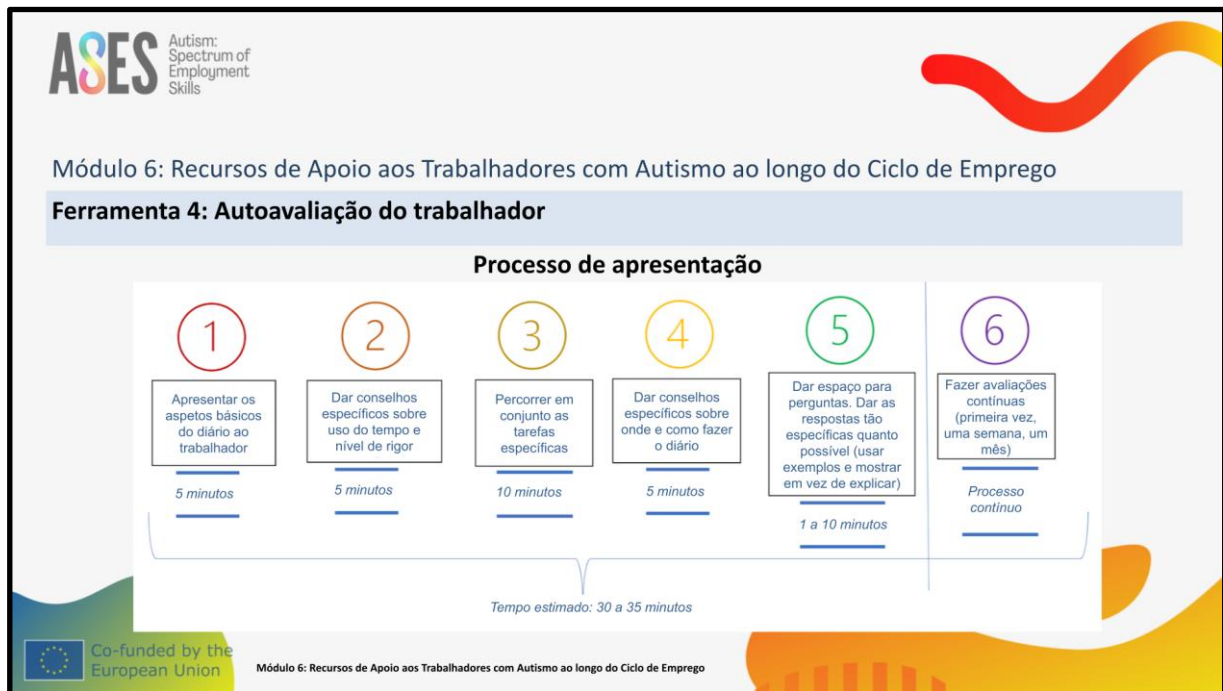 ASES
Autism:
Spectrum of
Employment
Skills
Módulo 6: Recursos de Apoio aos Trabalhadores com Autismo ao longo do Ciclo de Emprego
Ferramenta 4: Autoavaliação do trabalhador
Processo de apresentação
1
Apresentar os
aspetos básicos
do diário ao
trabalhador
5 minutos
2
Dar conselhos
específicos sobre
uso do tempo e
nível de rigor
5 minutos
3
Percorrer em
conjunto as
tarefas
específicas
10 minutos
4
Dar conselhos
específicos sobre
onde e como fazer
o diário
5 minutos
5
Dar espaço para
perguntas. Dar as
respostas tão
específicas quanto
possível (usar
exemplos e mostrar
em vez de explicar)
1 a 10 minutos
6
Fazer avaliações
contínuas
(primeira vez,
uma semana, um
mês)
Processo
contínuo
Tempo estimado: 30 a 35 minutos
Co-funded by the
European Union
Módulo 6: Recursos de Apoio aos Trabalhadores com Autismo ao longo do Ciclo de Emprego